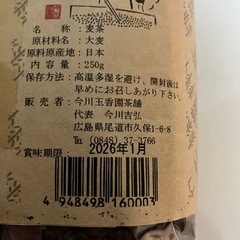 名称：麦茶
原材料名：大麦
原料原産地：日本
内容量：250g
保存方法：高温多湿を避け、開封後は
早めにお召しあがり下さい。
販売者：今川玉香園茶舗
代表 今川吉弘
広島県尾道市久保1-6-8
℡(0848)37-3766
賞味期限： 2026年1月
4 948498 160003